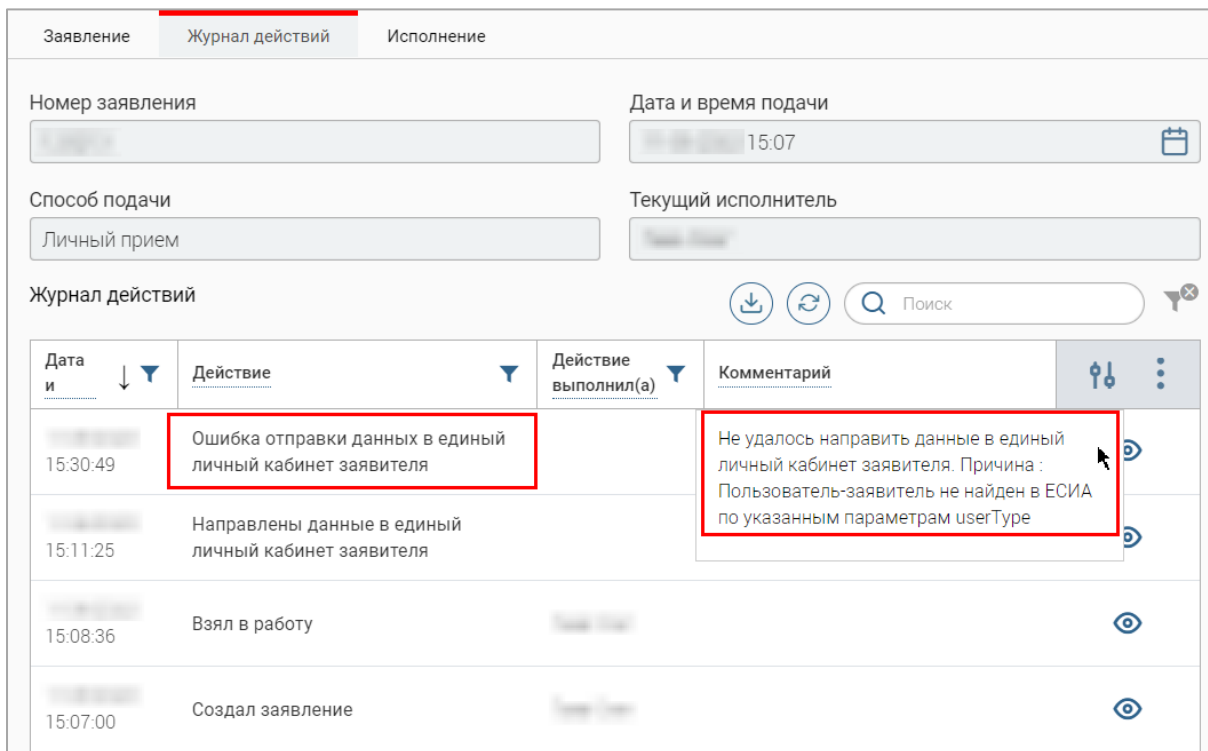 Заявление Журнал действий Исполнение
Номер заявления
Дата и время подачи
15:07
Способ подачи
Текущий исполнитель
Личный прием
Журнал действий
Поиск
Дата
и
Действие
Действие
выполнил(а)
Комментарий
15:30:49
Ошибка отправки данных в единый
личный кабинет заявителя
Не удалось направить данные в единый
личный кабинет заявителя. Причина :
Пользователь-заявитель не найден в ЕСИА
по указанным параметрам userType
15:11:25
Направлены данные в единый
личный кабинет заявителя
15:08:36
Взял в работу
15:07:00
Создал заявление